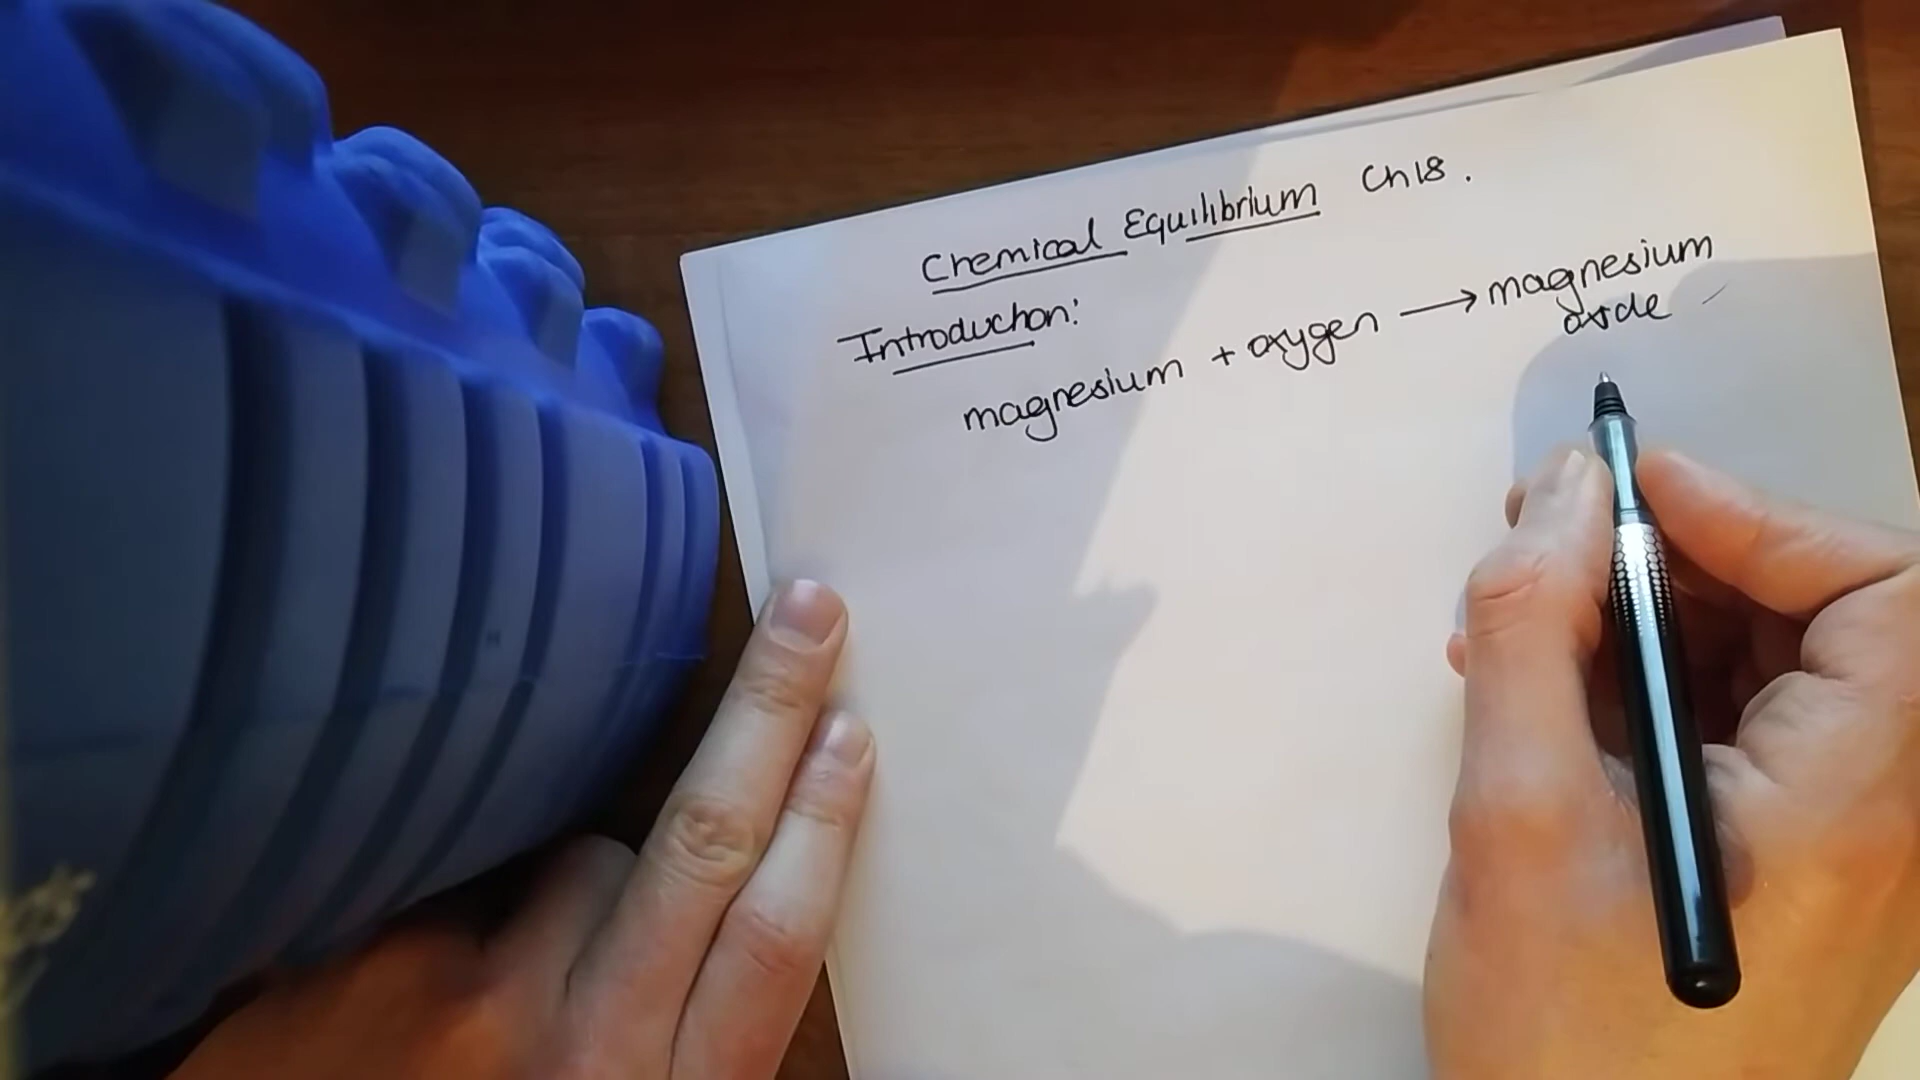 Chemical Equilibrium Ch18.
Introduction:
magnesium + oxygen → magnesium
oxide